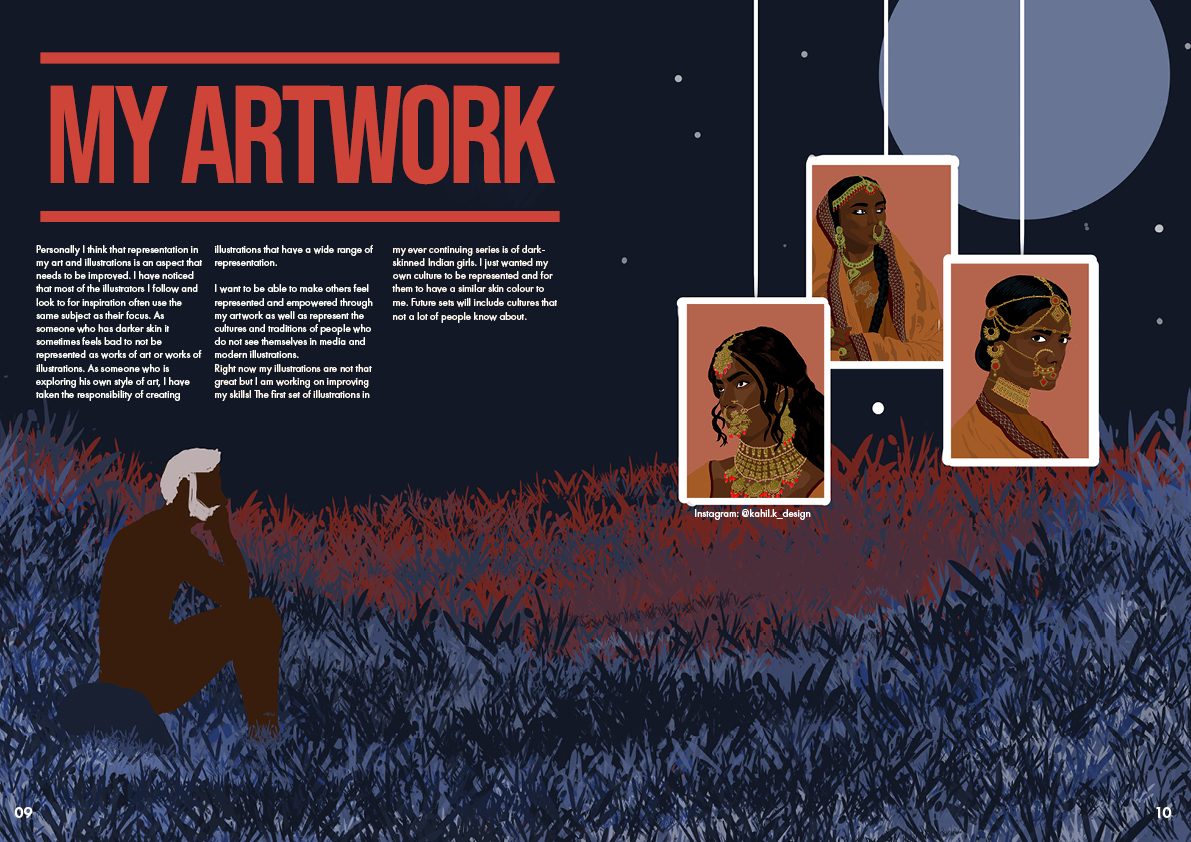 MY ARTWORK
Personally I think that representation in
my art and illustrations is an aspect that
needs to be improved. I have noticed
that most of the illustrators I follow and
look to for inspiration often use the
same subject as their focus. As
someone who has darker skin it
sometimes feels bad to not be
represented as works of art or works of
illustrations. As someone who is
exploring his own style of art, I have
taken the responsibility of creating
illustrations that have a wide range of
representation.
I want to be able to make others feel
represented and empowered through
my artwork as well as represent the
cultures and traditions of people who
do not see themselves in media and
modern illustrations.
Right now my illustrations are not that
great but I am working on improving
my skills! The first set of illustrations in
my ever continuing series is of dark-
skinned Indian girls. I just wanted my
own culture to be represented and for
them to have a similar skin colour to
me. Future sets will include cultures that
not a lot of people know about.
Instagram: @kahil.k_design
09
10